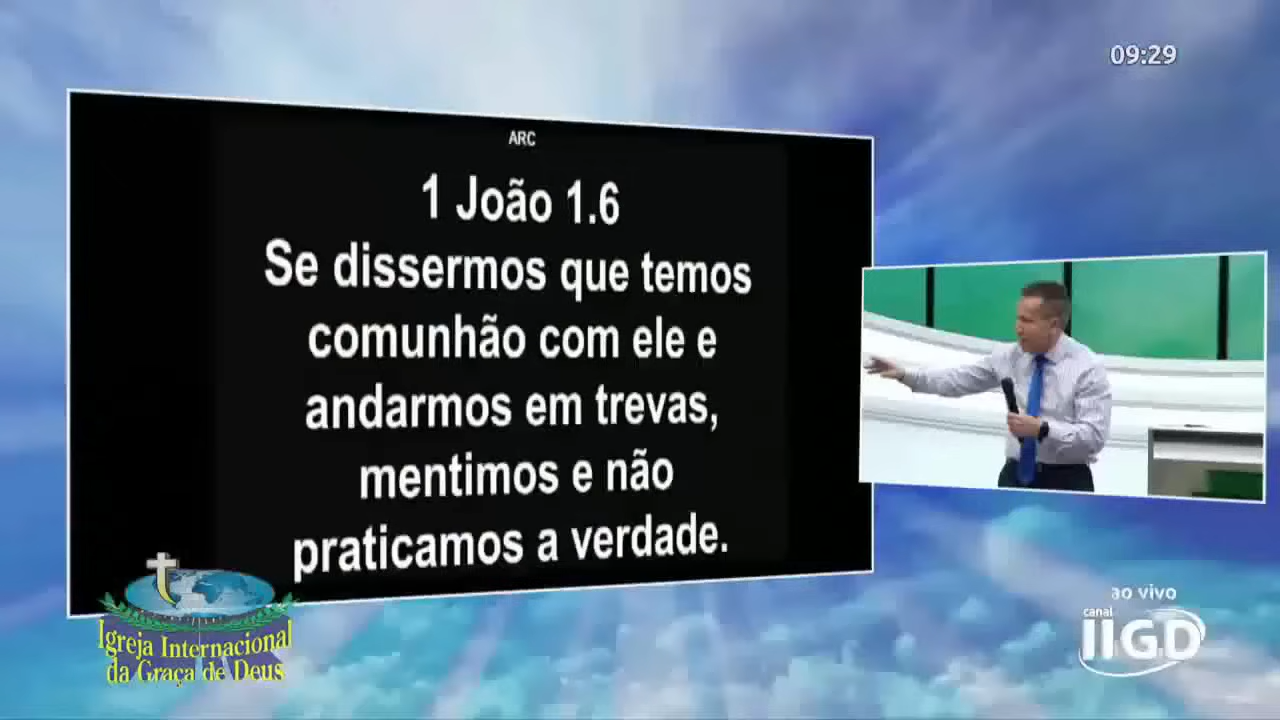 09:29
ARC
1 João 1.6
Se dissermos que temos
comunhão com ele e
andarmos em trevas,
mentimos e não
praticamos a verdade.
Igreja Internacional
da Graça de Deus
ao vivo
canal
IIGD